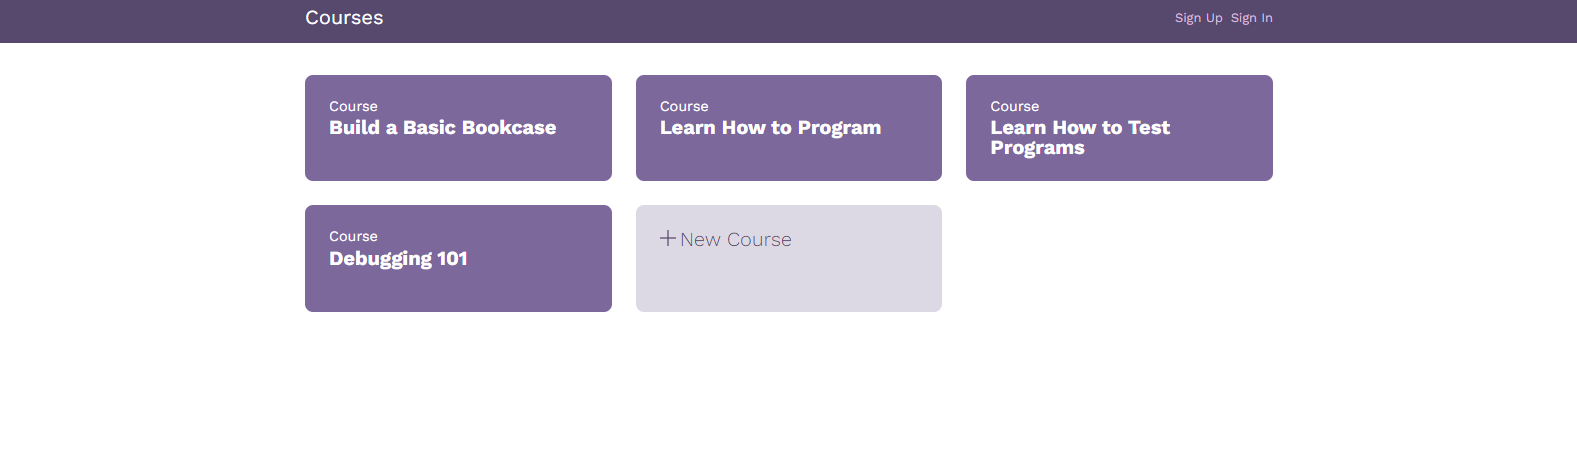 Courses
Sign Up Sign In
Course
Build a Basic Bookcase
Course
Learn How to Program
Course
Learn How to Test
Programs
Course
Debugging 101
New Course